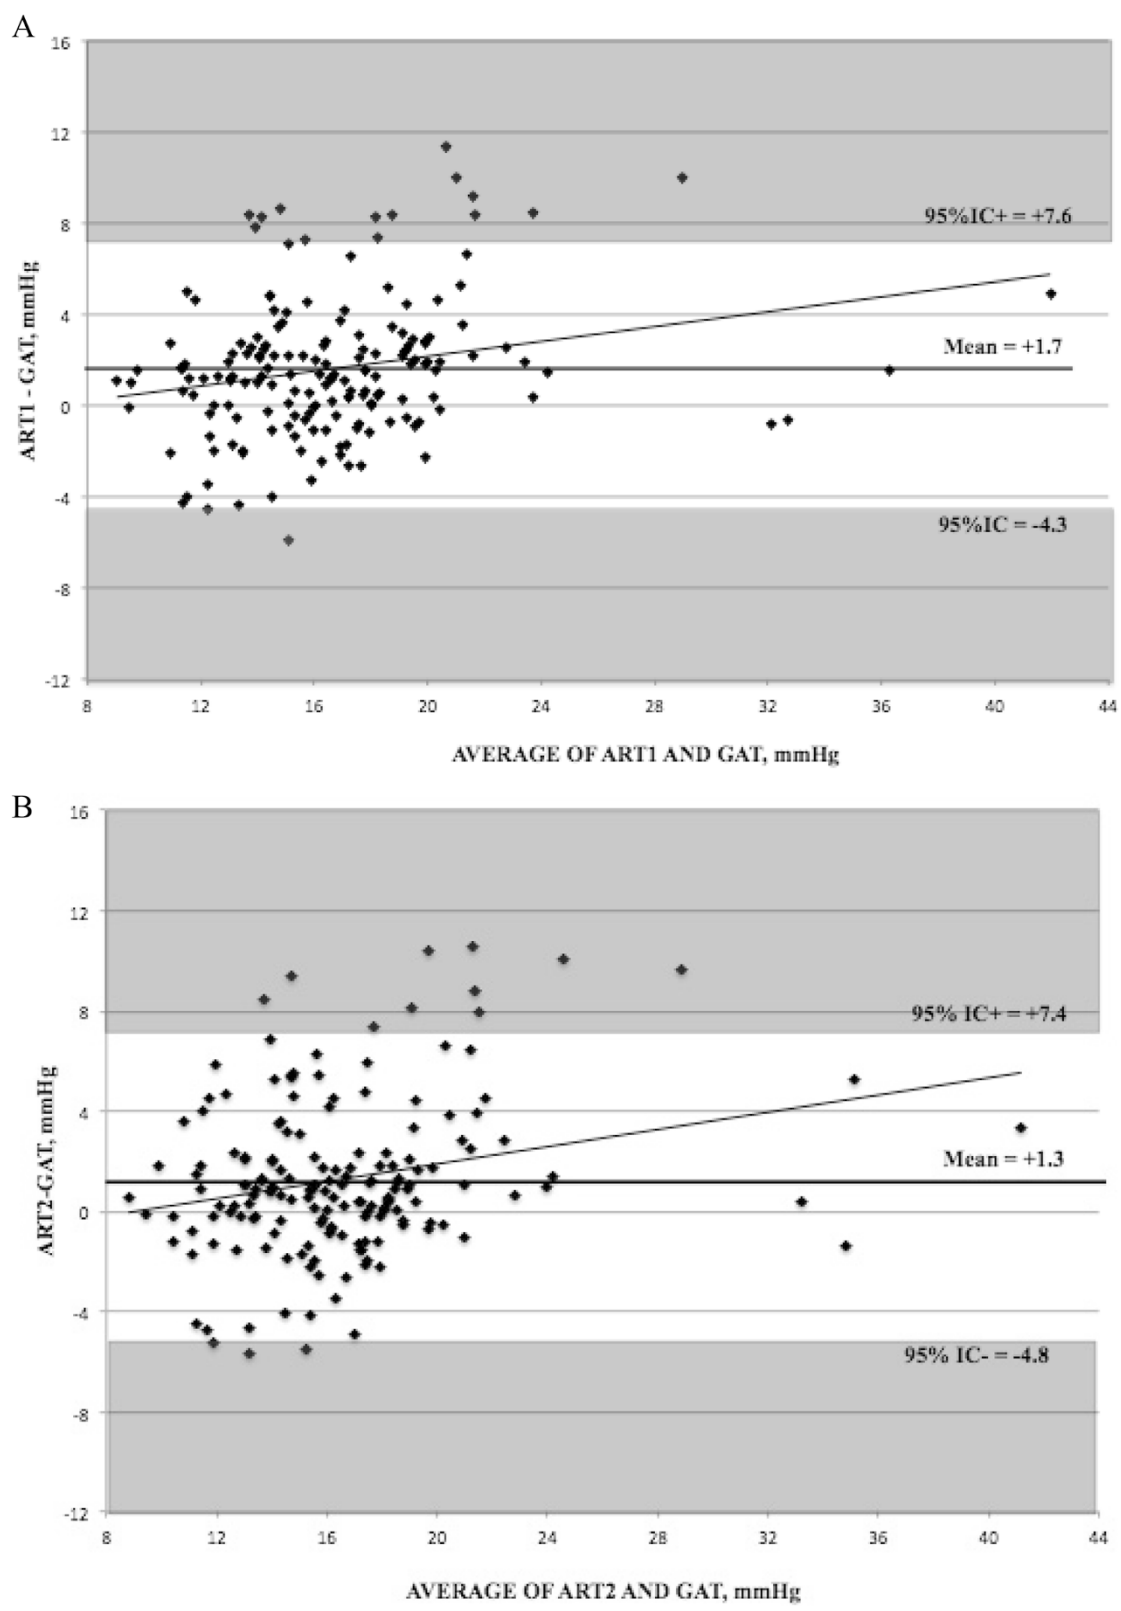 A
16
12
8
4
0
-4
-8
-12
ART1 - GAT, mmHg
95%IC+ = +7.6
Mean = +1.7
95%IC = -4.3
8 12 16 20 24 28 32 36 40 44
AVERAGE OF ART1 AND GAT, mmHg
B
16
12
8
4
0
-4
-8
-12
ART2-GAT, mmHg
95% IC+ = +7.4
Mean = +1.3
95% IC- = -4.8
8 12 16 20 24 28 32 36 40 44
AVERAGE OF ART2 AND GAT, mmHg